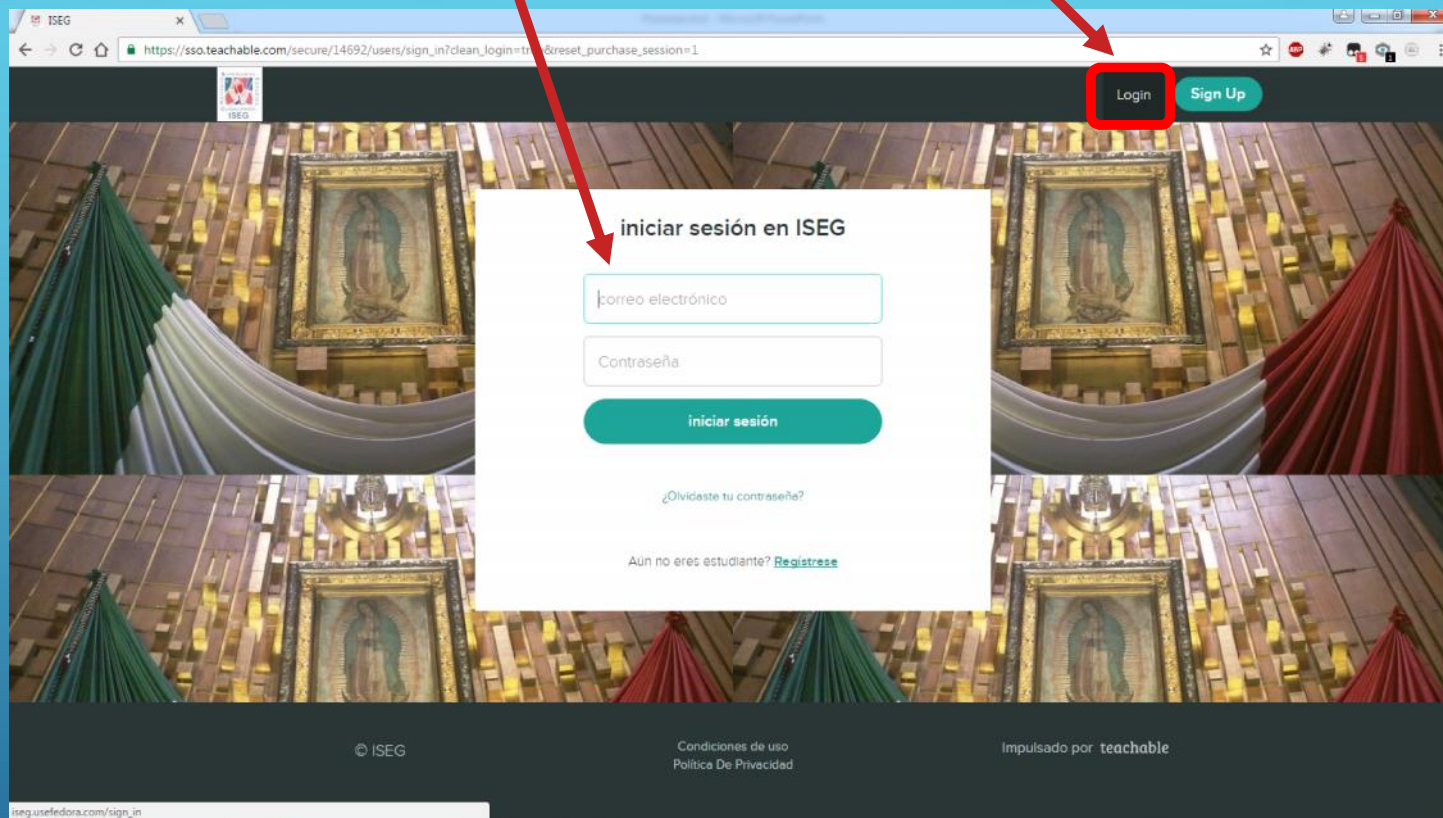 ISEG
https://sso.teachable.com/secure/14692/users/sign_in?clean_login=tr e&reset_purchase_session=1
ISEG
Login
Sign Up
iniciar sesión en ISEG
correo electrónico
Contraseña
iniciar sesión
¿Olvidaste tu contraseña?
Aún no eres estudiante? Regístrese
© ISEG
Condiciones de uso
Política De Privacidad
Impulsado por teachable
iseg.usefedora.com/sign_in